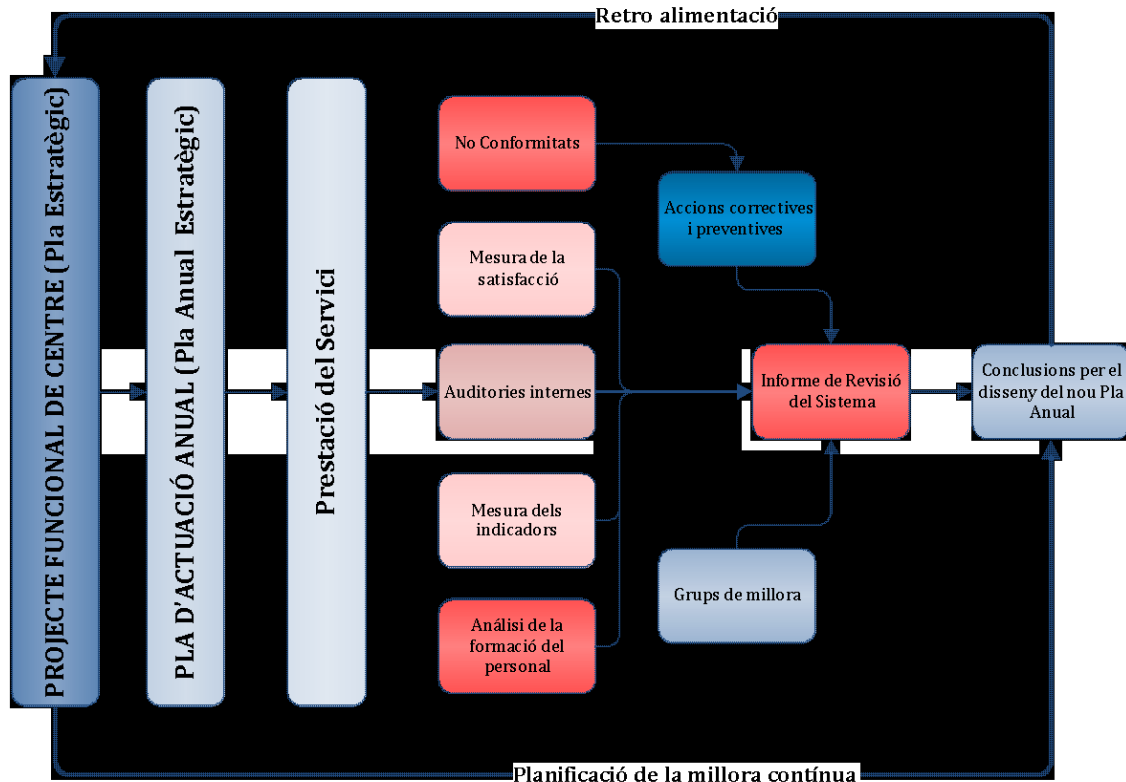 Retro alimentació
PROJECTE FUNCIONAL DE CENTRE (Pla Estratègic)
PLA D'ACTUACIÓ ANUAL (Pla Anual Estratègic)
Prestació del Servici
No Conformitats
Accions correctives
i preventives
Mesura de la
satisfacció
Auditories internes
Informe de Revisió
del Sistema
Conclusions per el
disseny del nou Pla
Anual
Mesura dels
indicadors
Grups de millora
Análisi de la
formació del
personal
Planificació de la millora contínua